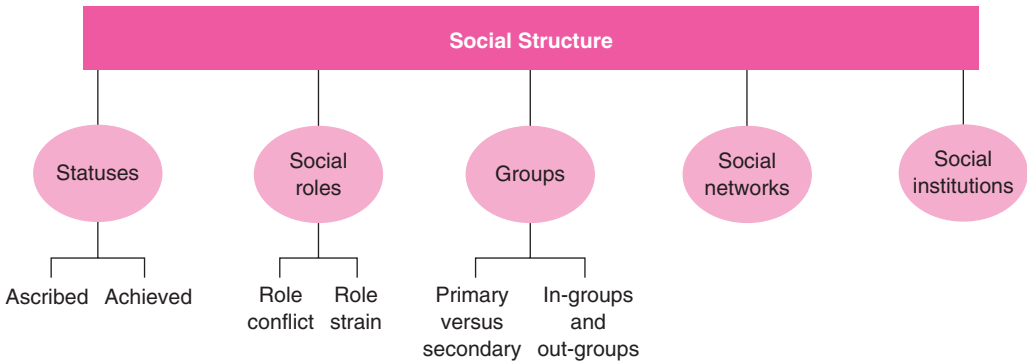 Social Structure
Statuses
Social
roles
Groups
Social
networks
Social
institutions
Ascribed
Achieved
Role
conflict
Role
strain
Primary
versus
secondary
In-groups
and
out-groups